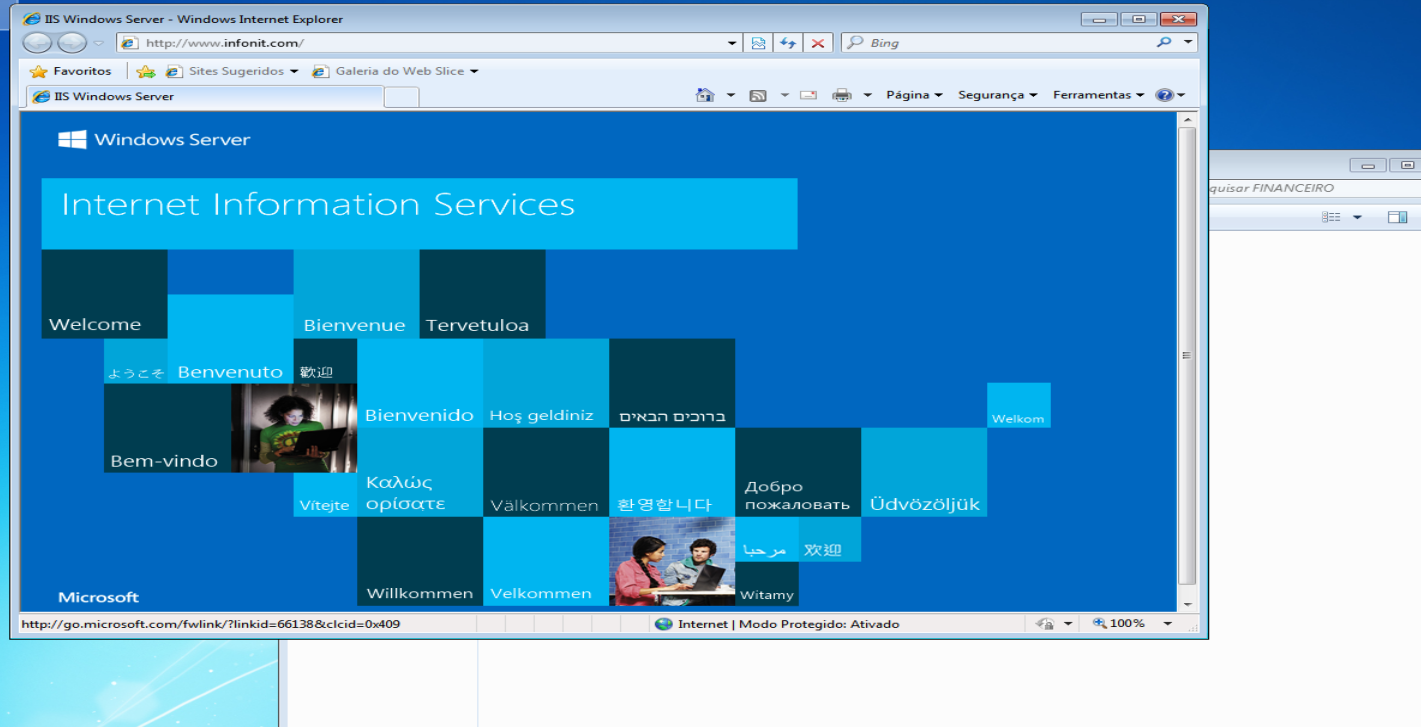 IIS Windows Server - Windows Internet Explorer
http://www.infonit.com/
Bing
Favoritos
Sites Sugeridos
Galeria do Web Slice
IIS Windows Server
Página
Segurança
Ferramentas
Windows Server
quisar FINANCEIRO
Internet Information Services
Welcome
Bienvenue
Tervetuloa
ようこそ
Benvenuto
歡迎
Bienvenido
Hoş geldiniz
ברוכים הבאים
Welkom
Bem-vindo
Vítejte
Καλώς
ορίσατε
Välkommen
환영합니다
Добро
пожаловать
Üdvözöljük
مرحبا
欢迎
Willkommen
Velkommen
Witamy
Microsoft
http://go.microsoft.com/fwlink/?linkid=66138&clcid=0x409
Internet | Modo Protegido: Ativado
100%